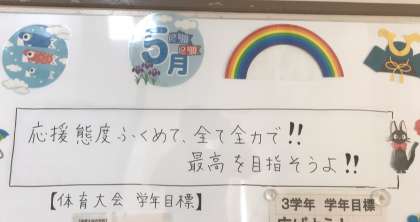 5月
応援態度ふくめて、全て全力で!!
最高を目指そうよ!!
【体育大会 学年目標】
3学年 学年目標